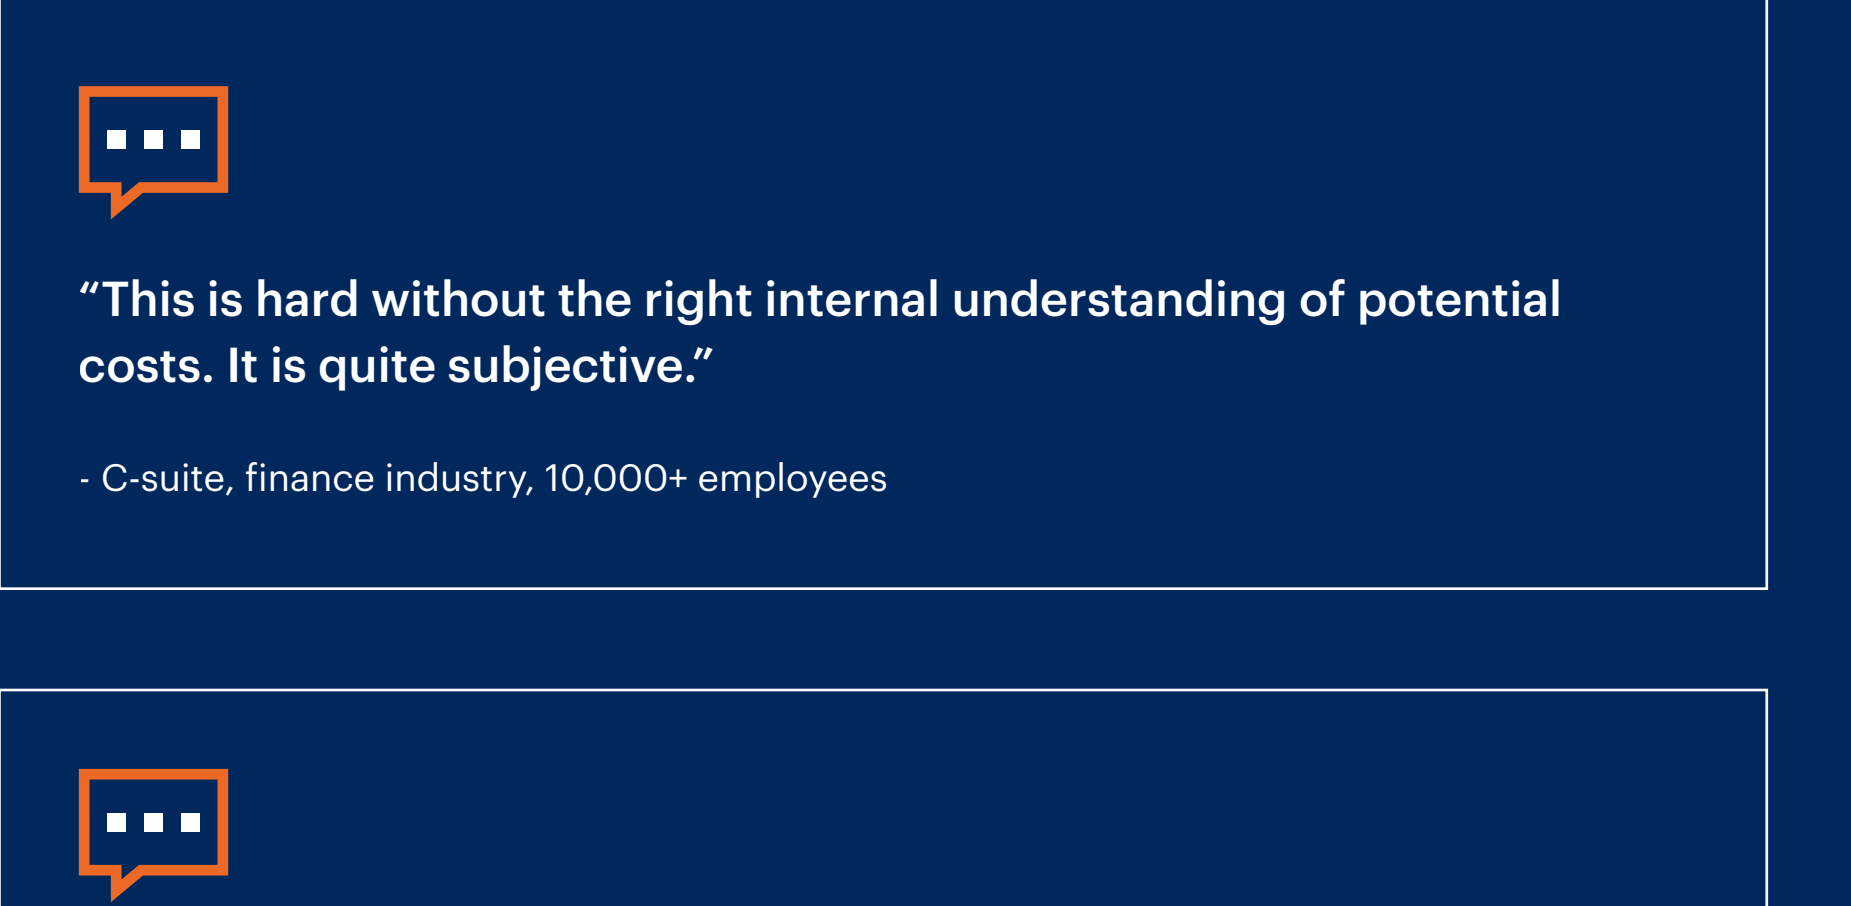 “This is hard without the right internal understanding of potential
costs. It is quite subjective.”
- C-suite, finance industry, 10,000+ employees